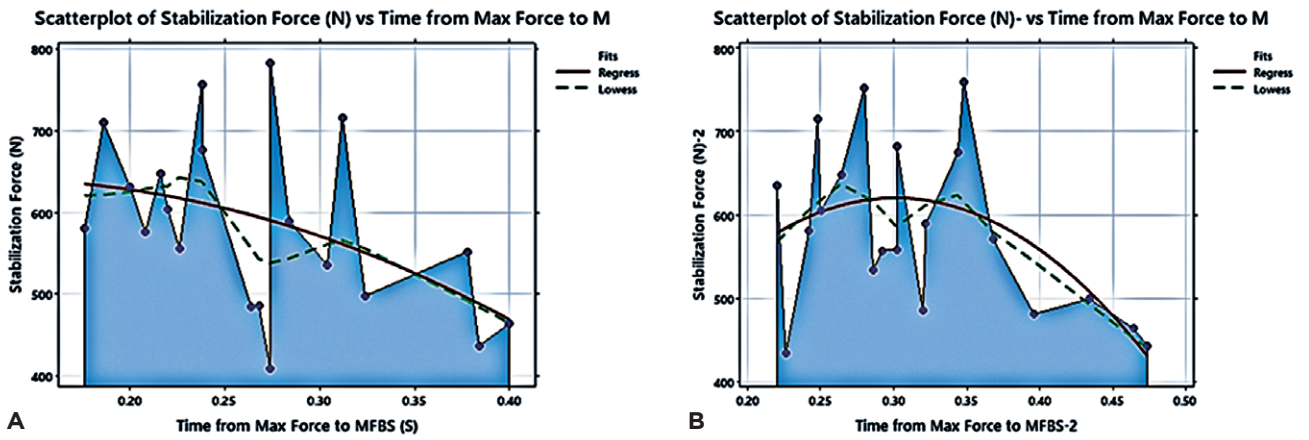 Scatterplot of Stabilization Force (N) vs Time from Max Force to M
800
700
600
500
400
Stabilization Force (N)
0.20 0.25 0.30 0.35 0.40
Time from Max Force to MFBS (S)
Fits
Regress
Lowess
A
Scatterplot of Stabilization Force (N)- vs Time from Max Force to M
800
700
600
500
400
Stabilization Force (N)-2
0.20 0.25 0.30 0.35 0.40 0.45 0.50
Time from Max Force to MFBS-2
Fits
Regress
Lowess
B